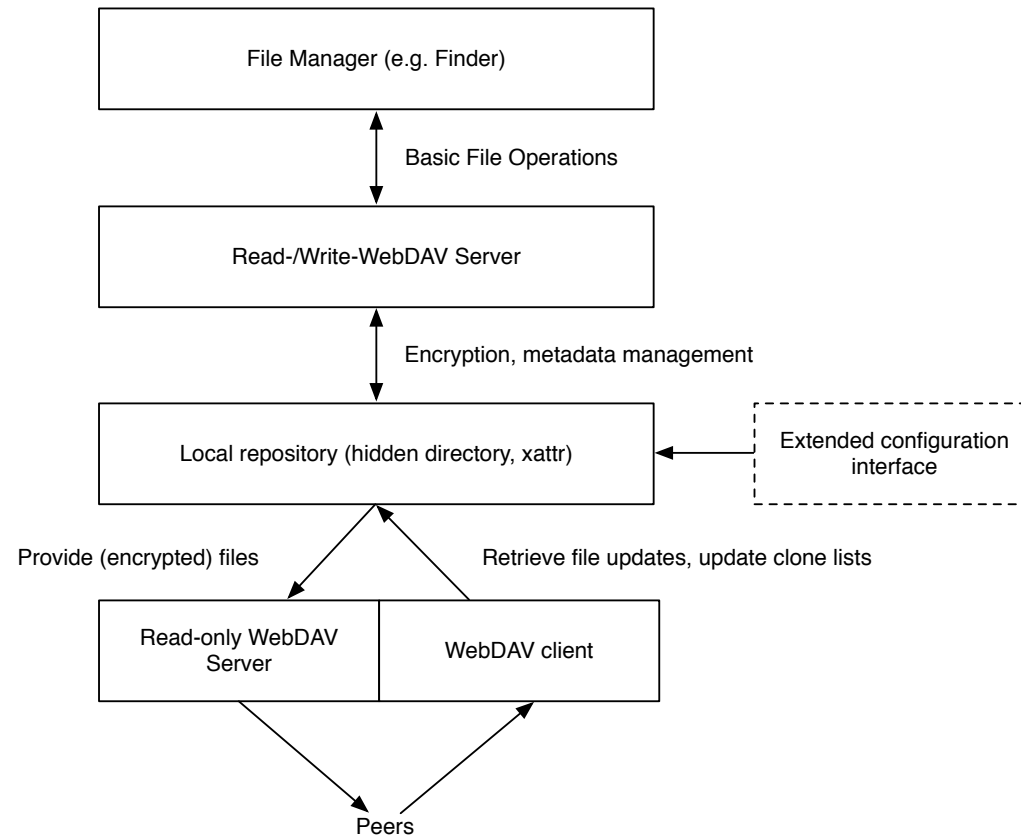 File Manager (e.g. Finder)
Basic File Operations
Read-/Write-WebDAV Server
Encryption, metadata management
Local repository (hidden directory, xattr)
Extended configuration
interface
Provide (encrypted) files
Retrieve file updates, update clone lists
Read-only WebDAV
Server
WebDAV client
Peers